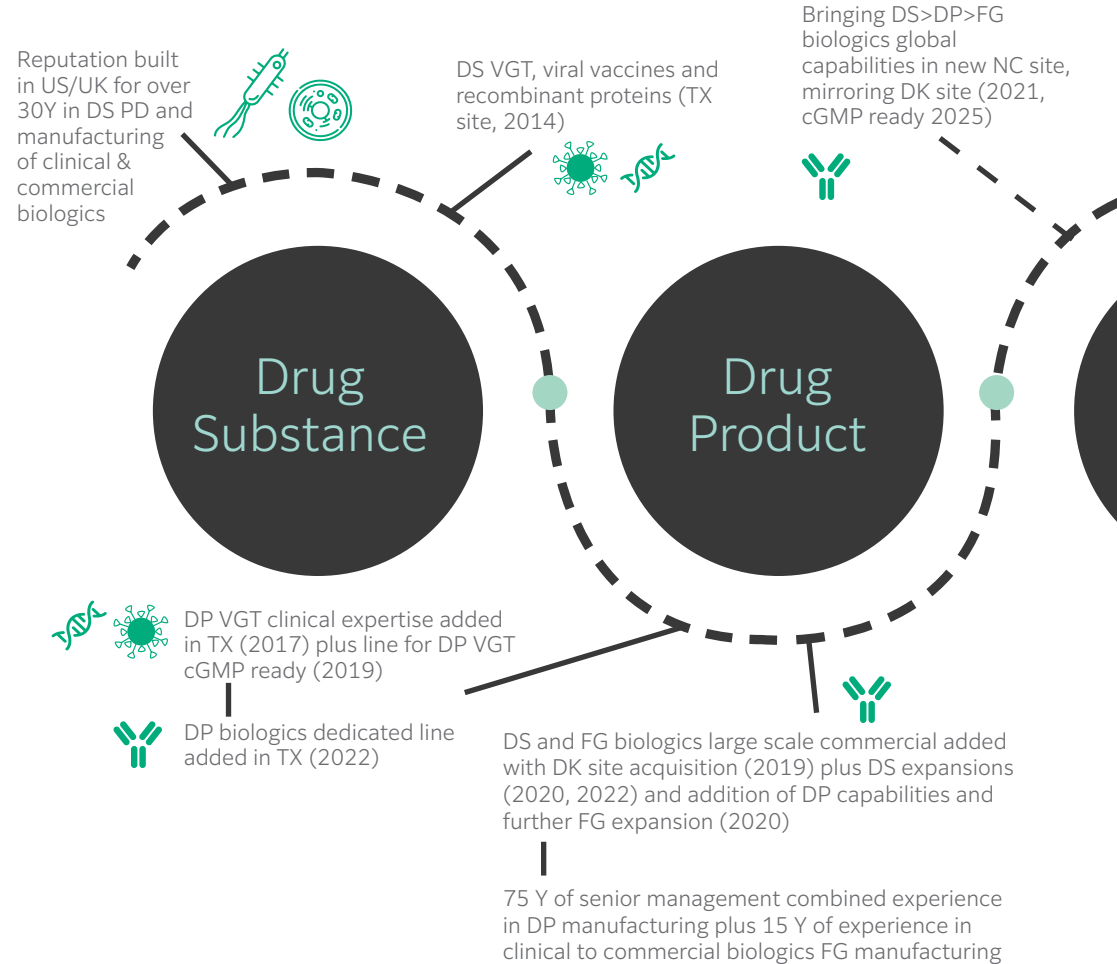 Reputation built
in US/UK for over
30Y in DS PD and
manufacturing
of clinical &
commercial
biologics
DS VGT, viral vaccines and
recombinant proteins (TX
site, 2014)
Bringing DS>DP>FG
biologics global
capabilities in new NC site,
mirroring DK site (2021,
cGMP ready 2025)
Drug
Substance
Drug
Product
DP VGT clinical expertise added
in TX (2017) plus line for DP VGT
cGMP ready (2019)
DP biologics dedicated line
added in TX (2022)
DS and FG biologics large scale commercial added
with DK site acquisition (2019) plus DS expansions
(2020, 2022) and addition of DP capabilities and
further FG expansion (2020)
75 Y of senior management combined experience
in DP manufacturing plus 15 Y of experience in
clinical to commercial biologics FG manufacturing